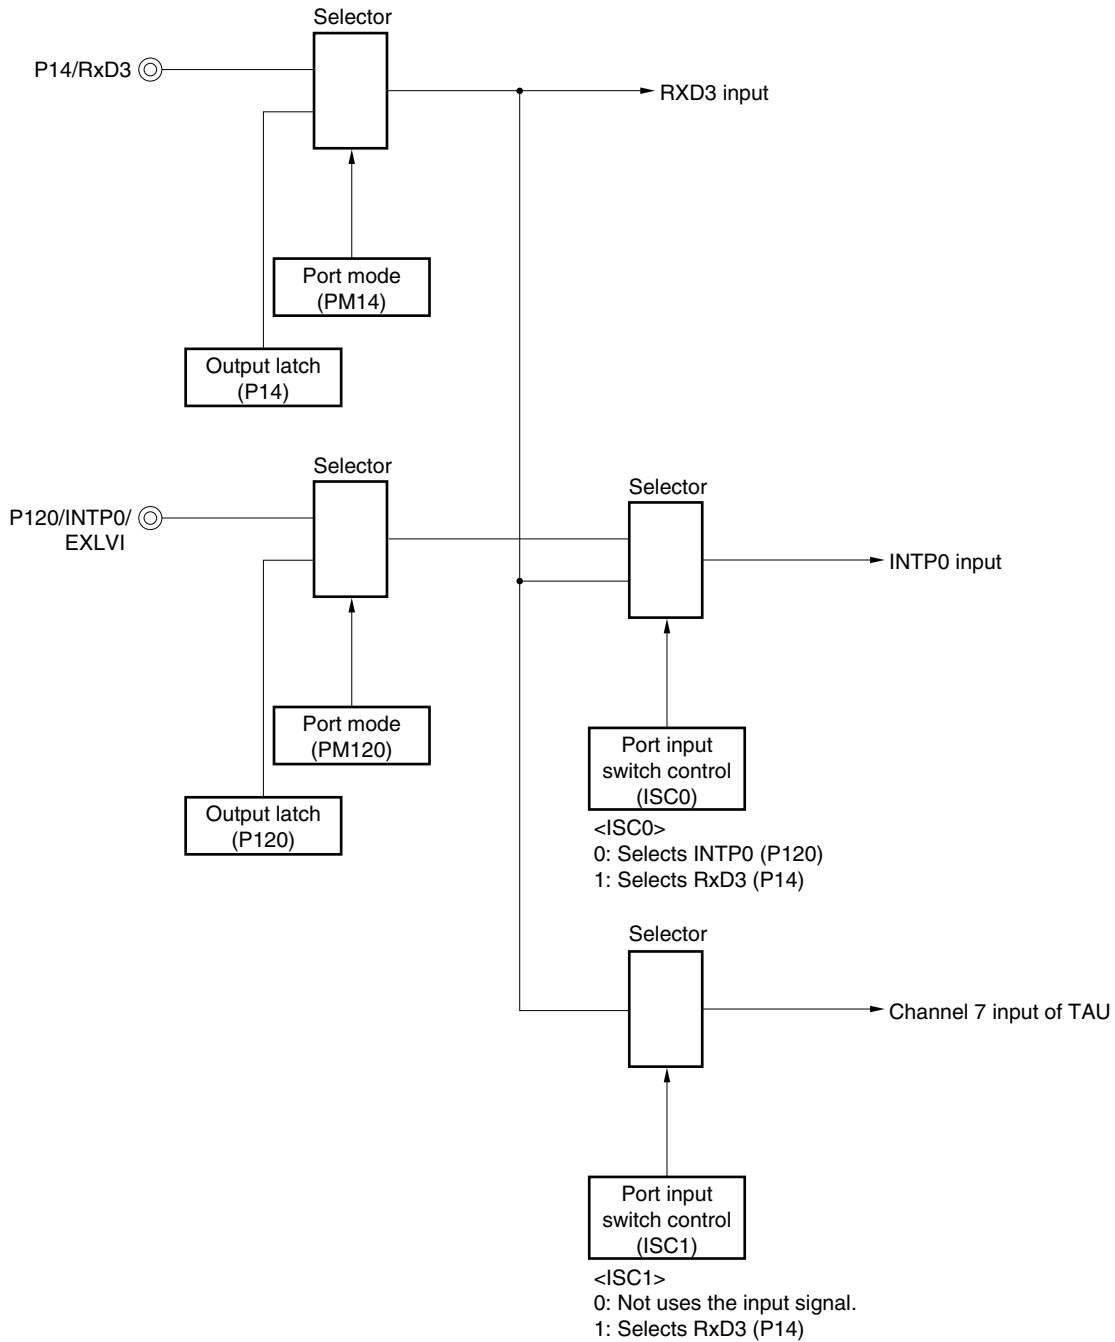 Selector
P14/RxD3
RXD3 input
Port mode
(PM14)
Output latch
(P14)
Selector
P120/INTP0/
EXLVI
Selector
INTP0 input
Port mode
(PM120)
Output latch
(P120)
Port input
switch control
(ISC0)
<ISC0>
0: Selects INTP0 (P120)
1: Selects RxD3 (P14)
Selector
Channel 7 input of TAU
Port input
switch control
(ISC1)
<ISC1>
0: Not uses the input signal.
1: Selects RxD3 (P14)